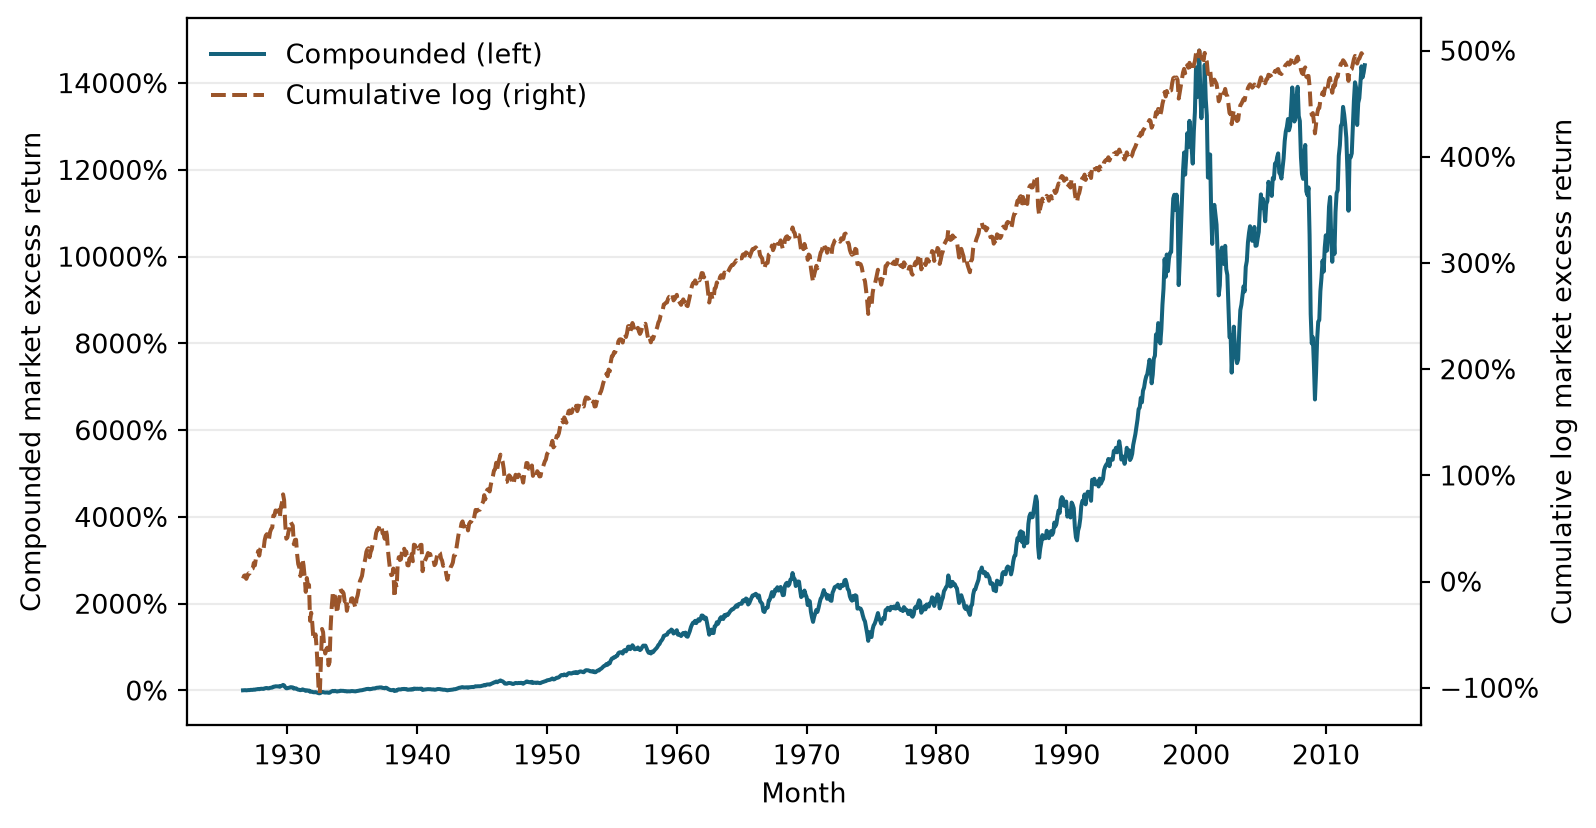 Compounded (left)
Cumulative log (right)
Compounded market excess return
14000%
12000%
10000%
8000%
6000%
4000%
2000%
0%
500%
400%
300%
200%
100%
0%
−100%
Cumulative log market excess return
1930 1940 1950 1960 1970 1980 1990 2000 2010
Month